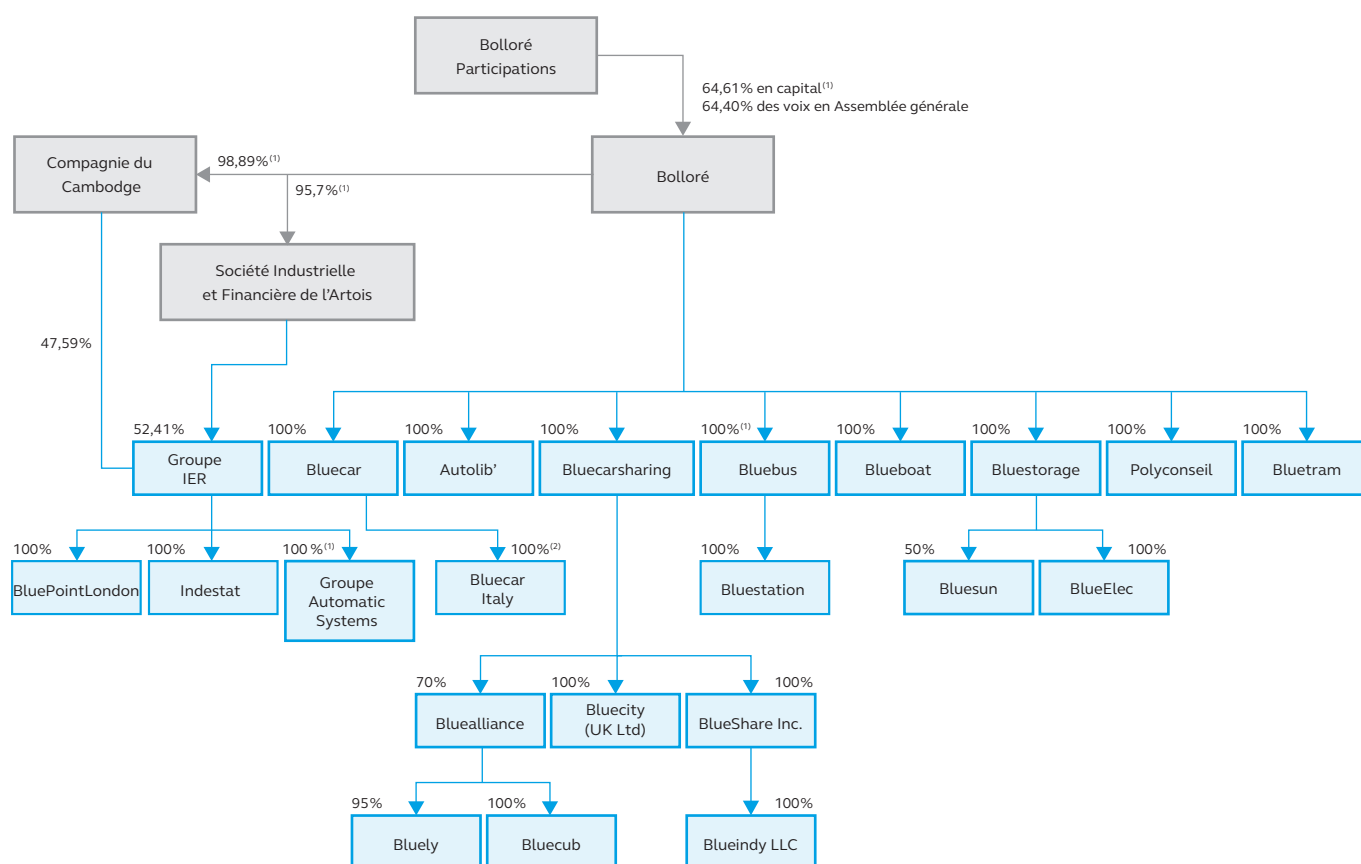 Bolloré
Participations
64,61% en capital(1)
64,40% des voix en Assemblée générale
Compagnie du
Cambodge
98,89%(1)
95,7%(1)
Bolloré
Société Industrielle
et Financière de l'Artois
47,59%
52,41%
100%
100%
100%
100%(1)
100%
100%
100%
100%
Groupe
IER
Bluecar
Autolib'
Bluecarsharing
Bluebus
Blueboat
Bluestorage
Polyconseil
Bluetram
100%
100%
100%(1)
100%(2)
100%
50%
100%
BluePointLondon
Indestat
Groupe
Automatic
Systems
Bluecar
Italy
Bluestation
Bluesun
BlueElec
70%
100%
100%
Bluealliance
Bluecity
(UK Ltd)
BlueShare Inc.
95%
100%
100%
Bluely
Bluecub
Blueindy LLC